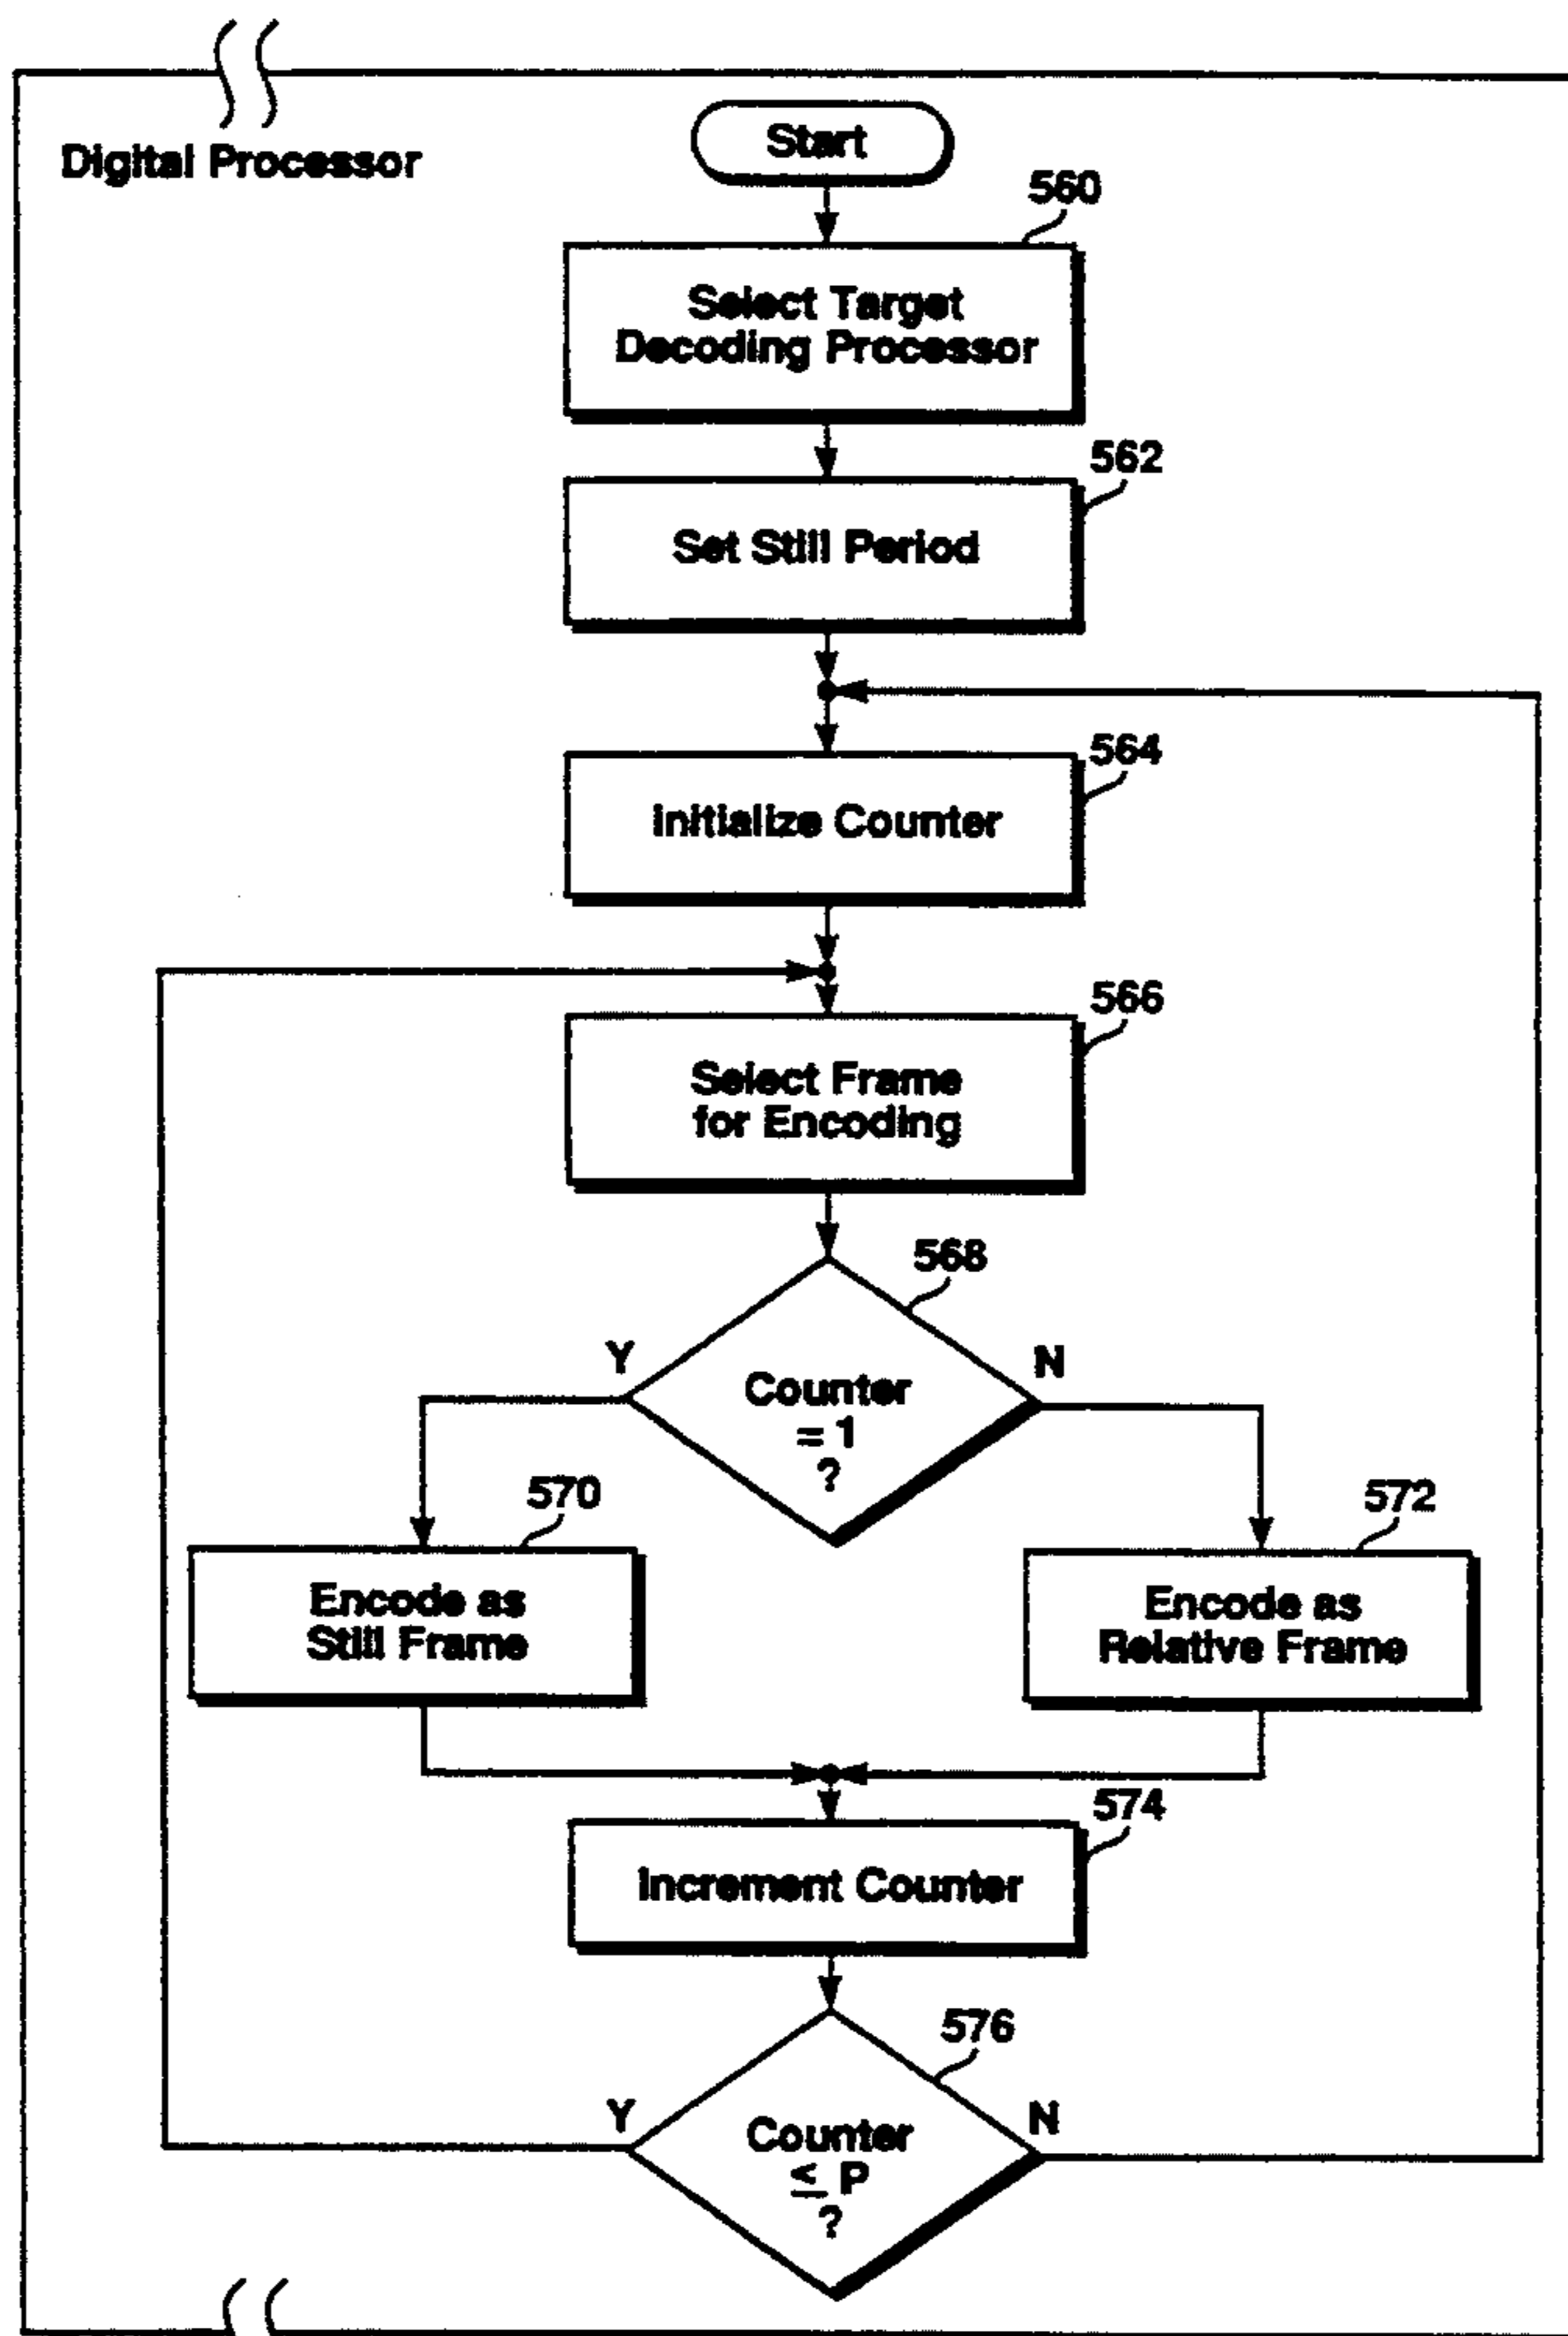 Digital Processor
Start
560
Select Target
Decoding Processor
562
Set Still Period
564
Initialize Counter
566
Select Frame
for Encoding
568
Y
N
Counter
= 1
?
570
572
Encode as
Still Frame
Encode as
Relative Frame
574
Increment Counter
576
Y
N
Counter
≤ P
?